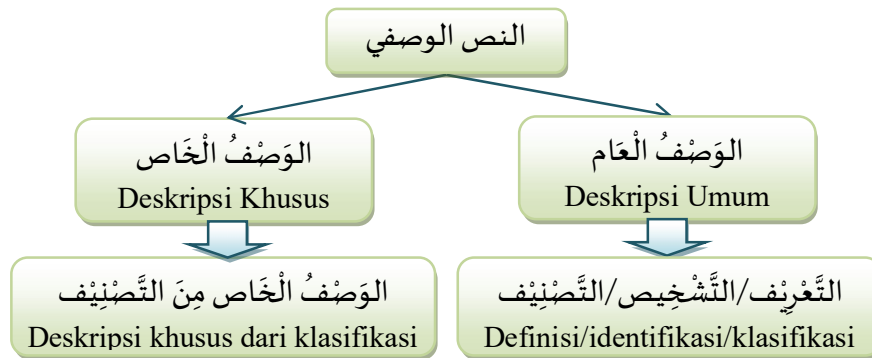 النص الوصفي
الوَصْفُ الْعَام
Deskripsi Umum
الوَصْفُ الْخَاص
Deskripsi Khusus
التَّعْرِيْف/التَّشْخِيص/التَّصْنِيْف
Definisi/identifikasi/klasifikasi
الوَصْفُ الْخَاص مِنَ التَّصْنِيْف
Deskripsi khusus dari klasifikasi